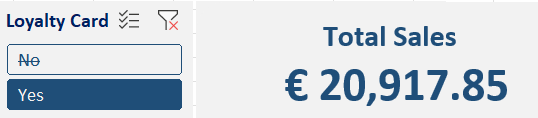 Loyalty Card
No
Yes
Total Sales
€ 20,917.85